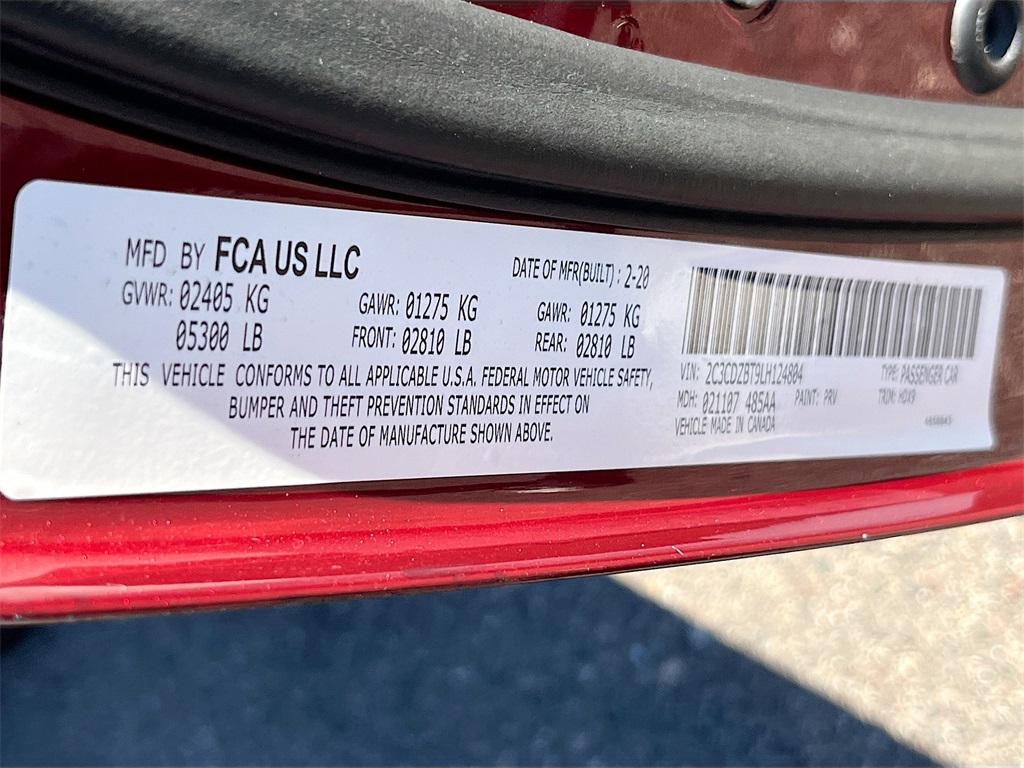 MFD BY FCA US LLC
DATE OF MFR(BUILT) : 2-20
GVWR: 02405 KG
05300 LB
GAWR: 01275 KG
FRONT: 02810 LB
GAWR: 01275 KG
REAR: 02810 LB
THIS VEHICLE CONFORMS TO ALL APPLICABLE U.S.A. FEDERAL MOTOR VEHICLE SAFETY,
BUMPER AND THEFT PREVENTION STANDARDS IN EFFECT ON
THE DATE OF MANUFACTURE SHOWN ABOVE.
VIN: 2C3CDZBT9LH124804 TYPE: PASSENGER CAR
MDH: 021107 485AA PAINT: PRV TRIM: HDX9
VEHICLE MADE IN CANADA